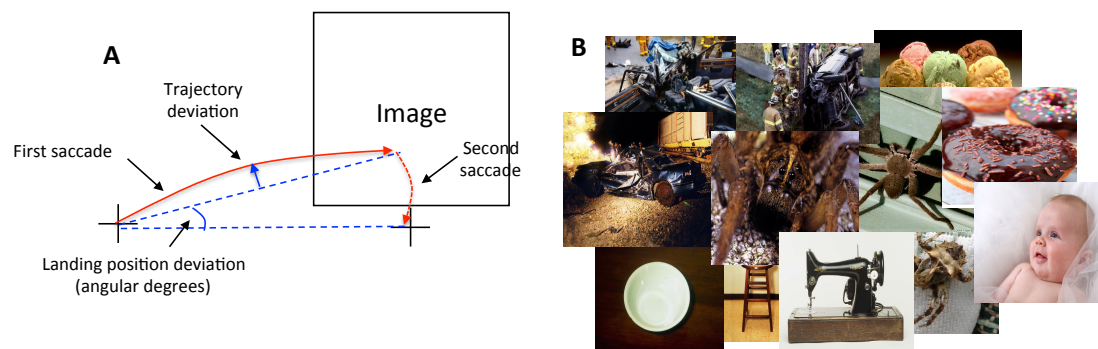 A
Trajectory
deviation
First saccade
Image
Second
saccade
Landing position deviation
(angular degrees)
B